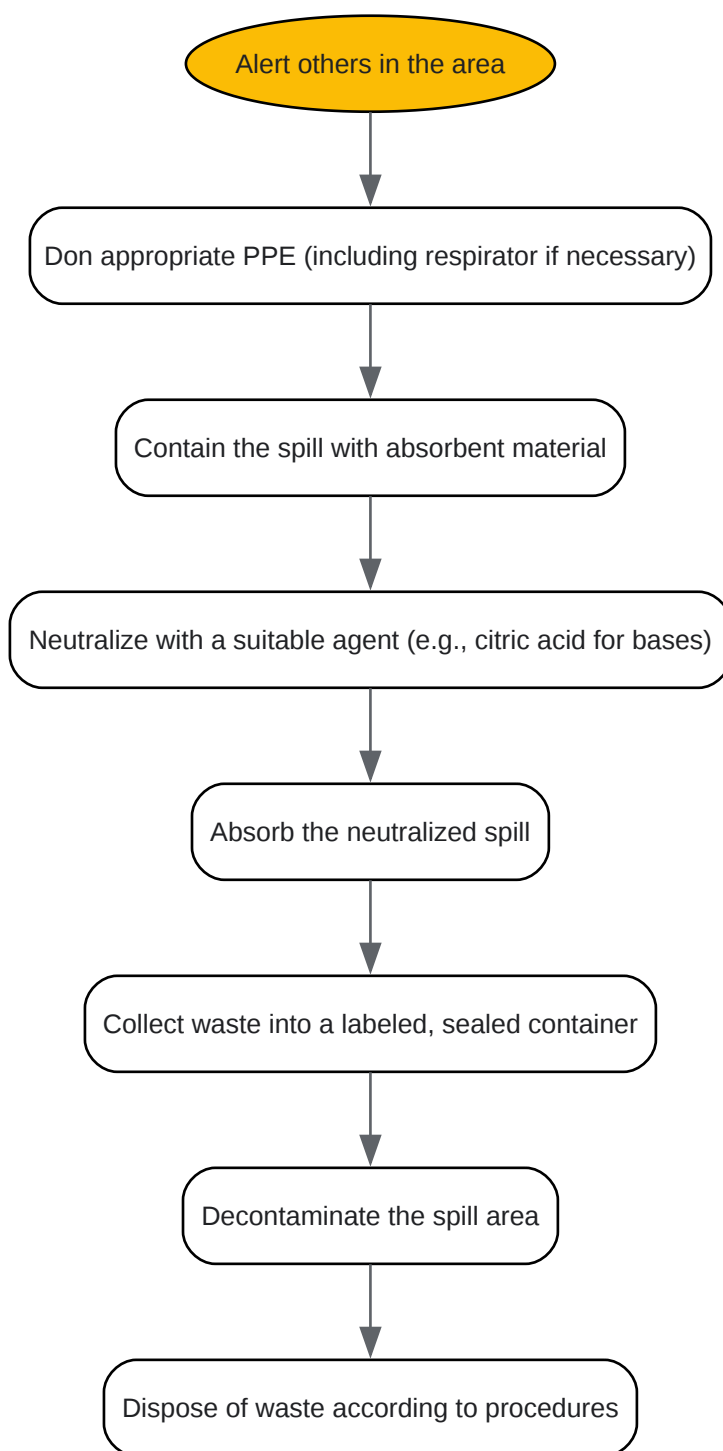 Alert others in the area
Don appropriate PPE (including respirator if necessary)
Contain the spill with absorbent material
Neutralize with a suitable agent (e.g., citric acid for bases)
Absorb the neutralized spill
Collect waste into a labeled, sealed container
Decontaminate the spill area
Dispose of waste according to procedures